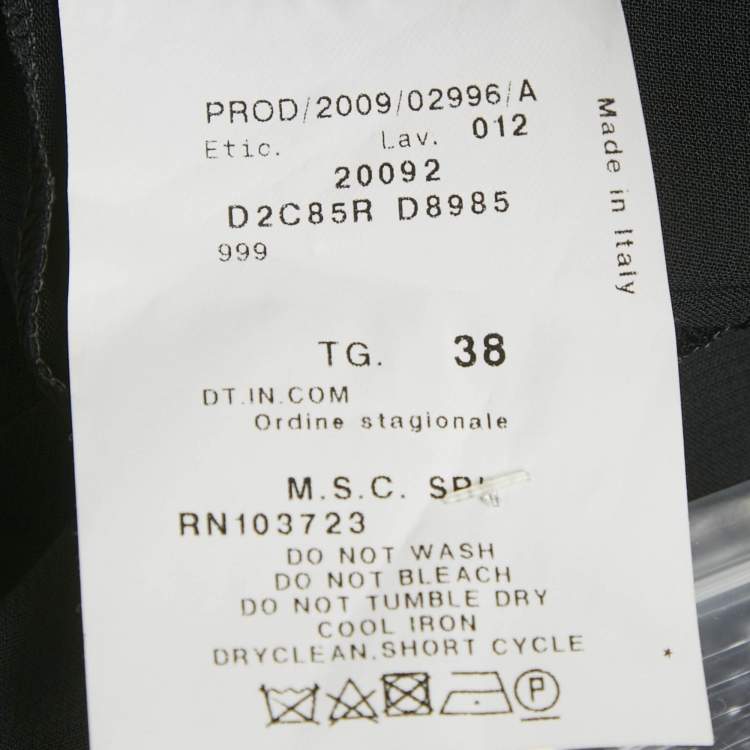 PROD/2009/02996/A
Etic. Lav. 012
20092
D2C85R D8985
999
Made in Italy
TG. 38
DT.IN.COM
Ordine stagionale
M.S.C.
RN103723
DO NOT WASH
DO NOT BLEACH
DO NOT TUMBLE DRY
COOL IRON
DRYCLEAN.SHORT CYCLE
*
P